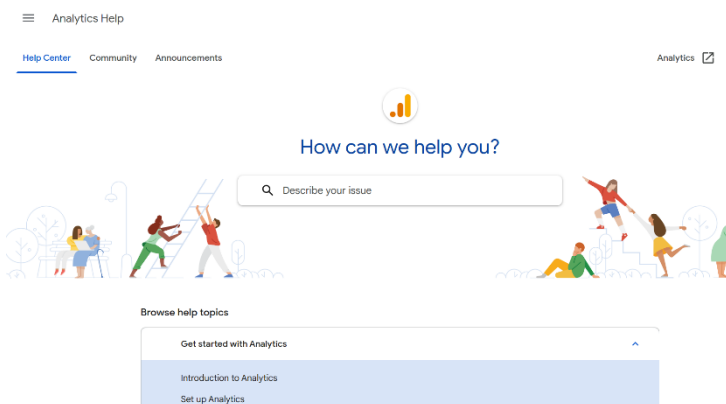 Analytics Help
Help Center Community Announcements Analytics
How can we help you?
Describe your issue
Browse help topics
Get started with Analytics
Introduction to Analytics
Set up Analytics